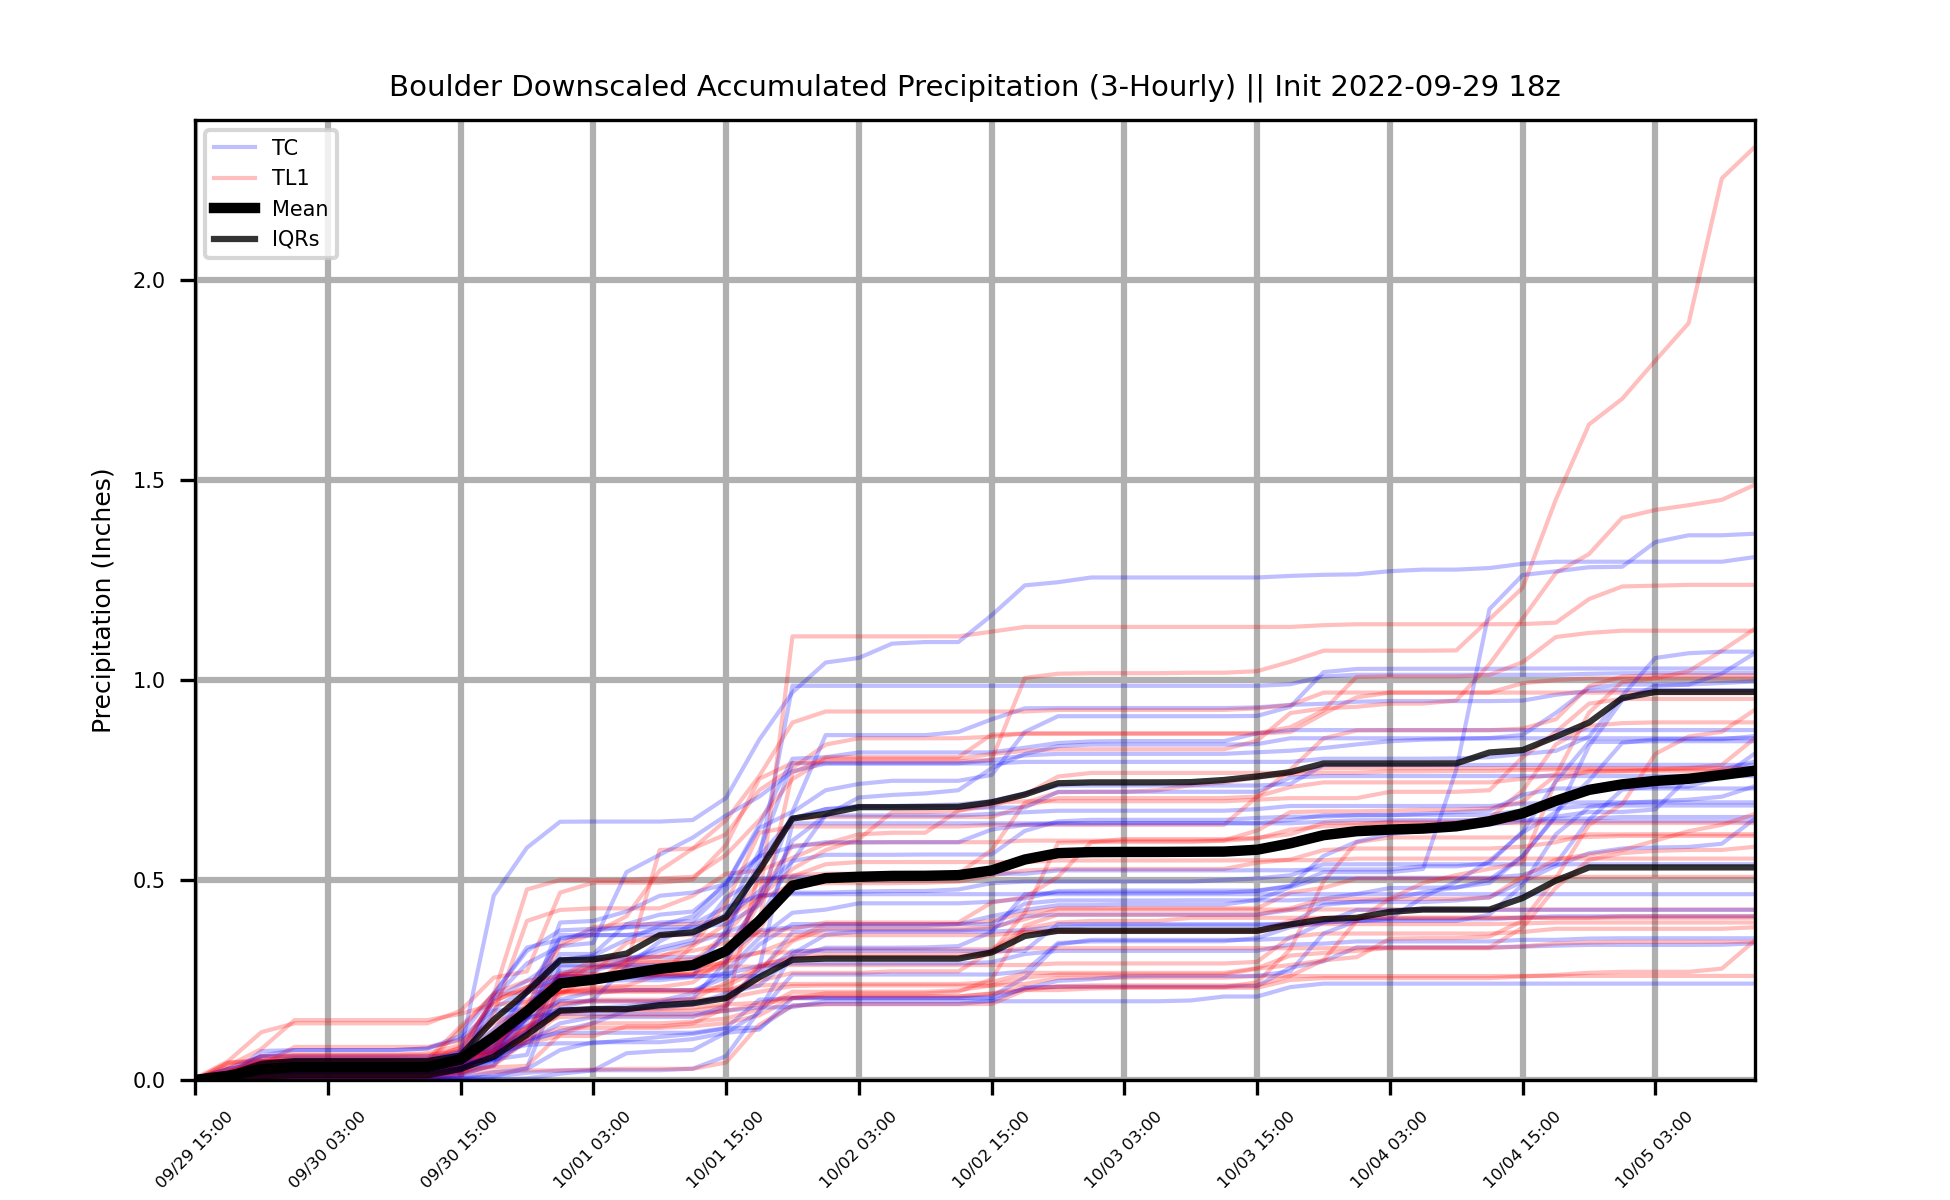 Boulder Downscaled Accumulated Precipitation (3-Hourly) || Init 2022-09-29 18z
TC
TL1
Mean
IQRs
Precipitation (Inches)
2.0
1.5
1.0
0.5
0.0
09/29 15:00
09/30 03:00
09/30 15:00
10/01 03:00
10/01 15:00
10/02 03:00
10/02 15:00
10/03 03:00
10/03 15:00
10/04 03:00
10/04 15:00
10/05 03:00